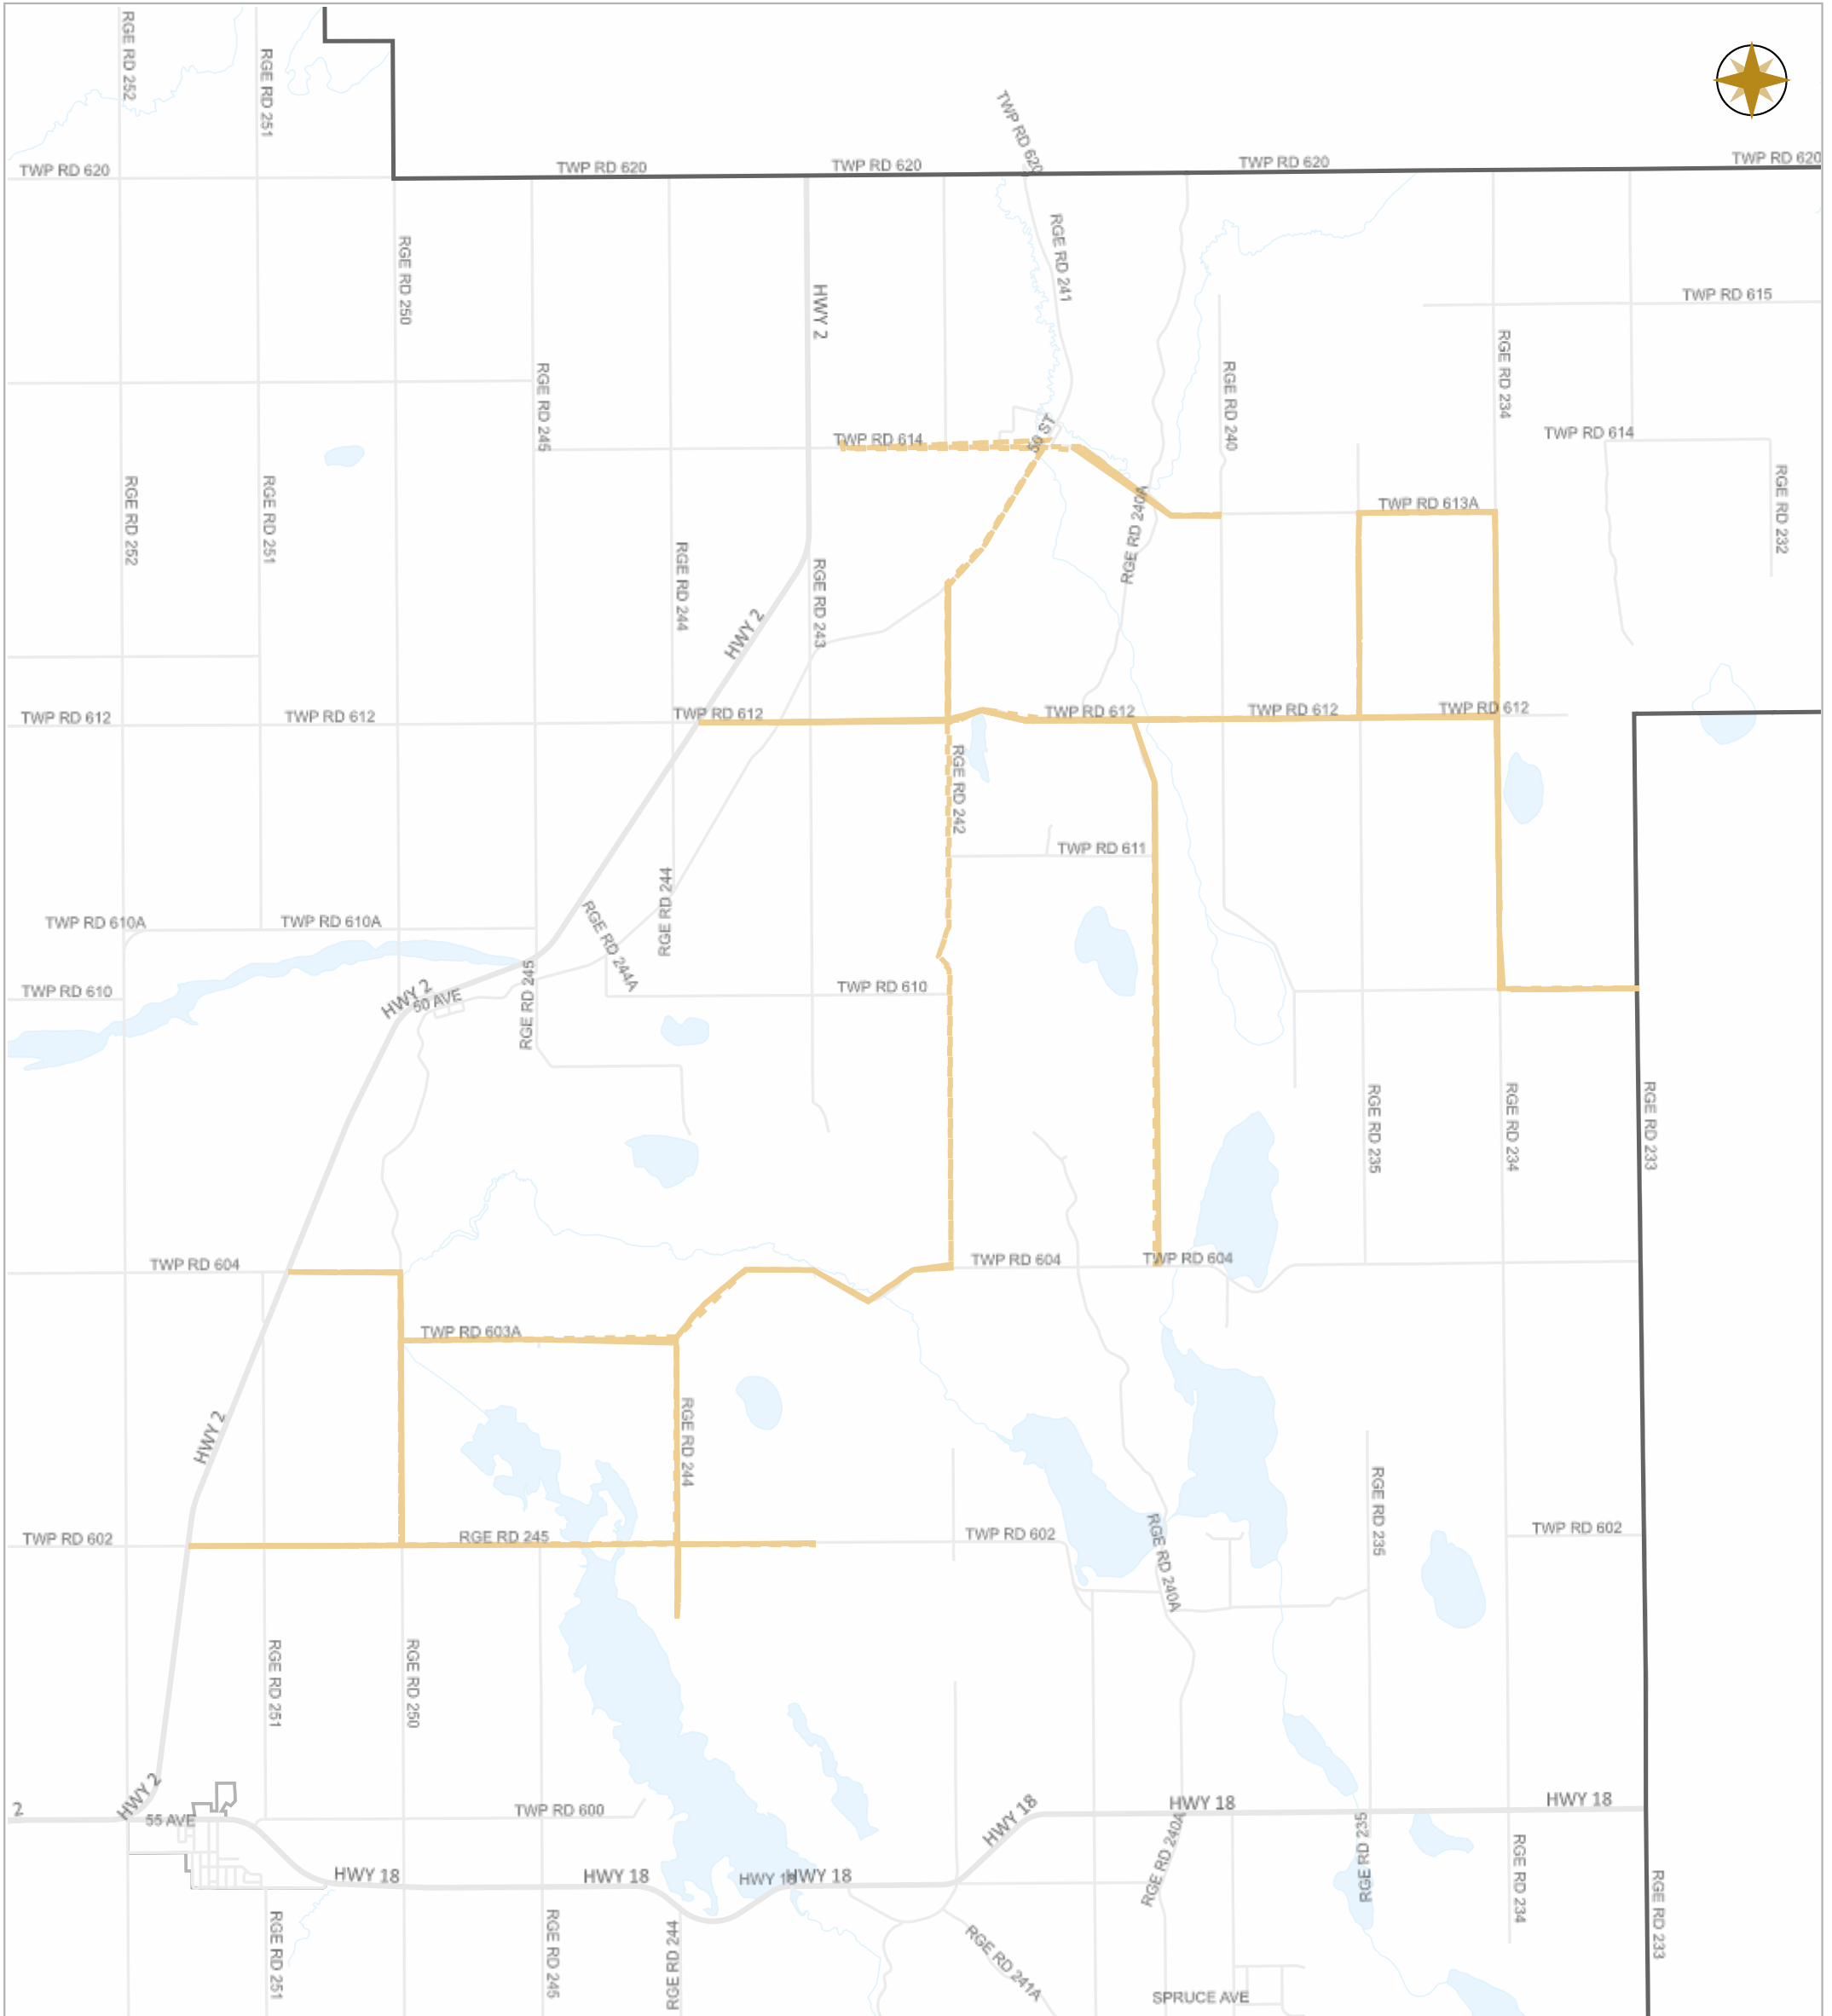 RGE RD 252
RGE RD 251
TWP RD 620
TWP RD 620
TWP RD 620
TWP RD 620
TWP RD 620
TWP RD 620
RGE RD 250
RGE RD 241
HWY 2
TWP RD 615
RGE RD 234
RGE RD 245
RGE RD 240
TWP RD 614
50 ST
TWP RD 614
RGE RD 252
RGE RD 251
RGE RD 240A
TWP RD 613A
RGE RD 232
RGE RD 244
RGE RD 243
HWY 2
TWP RD 612
TWP RD 612
TWP RD 612
TWP RD 612
TWP RD 612
TWP RD 612
RGE RD 242
TWP RD 611
RGE RD 244
TWP RD 610A
TWP RD 610A
RGE RD 244A
TWP RD 610
HWY 2
50 AVE
RGE RD 245
TWP RD 610
RGE RD 235
RGE RD 234
RGE RD 233
TWP RD 604
TWP RD 604
TWP RD 604
TWP RD 603A
HWY 2
RGE RD 244
RGE RD 235
TWP RD 602
RGE RD 245
TWP RD 602
TWP RD 602
RGE RD 240A
RGE RD 251
RGE RD 250
HWY 2
2
55 AVE
TWP RD 600
HWY 18
HWY 18
HWY 18
RGE RD 240A
RGE RD 235
RGE RD 234
HWY 18
HWY 18
HWY 18
HWY 18
RGE RD 233
RGE RD 251
RGE RD 245
RGE RD 244
RGE RD 241A
SPRUCE AVE